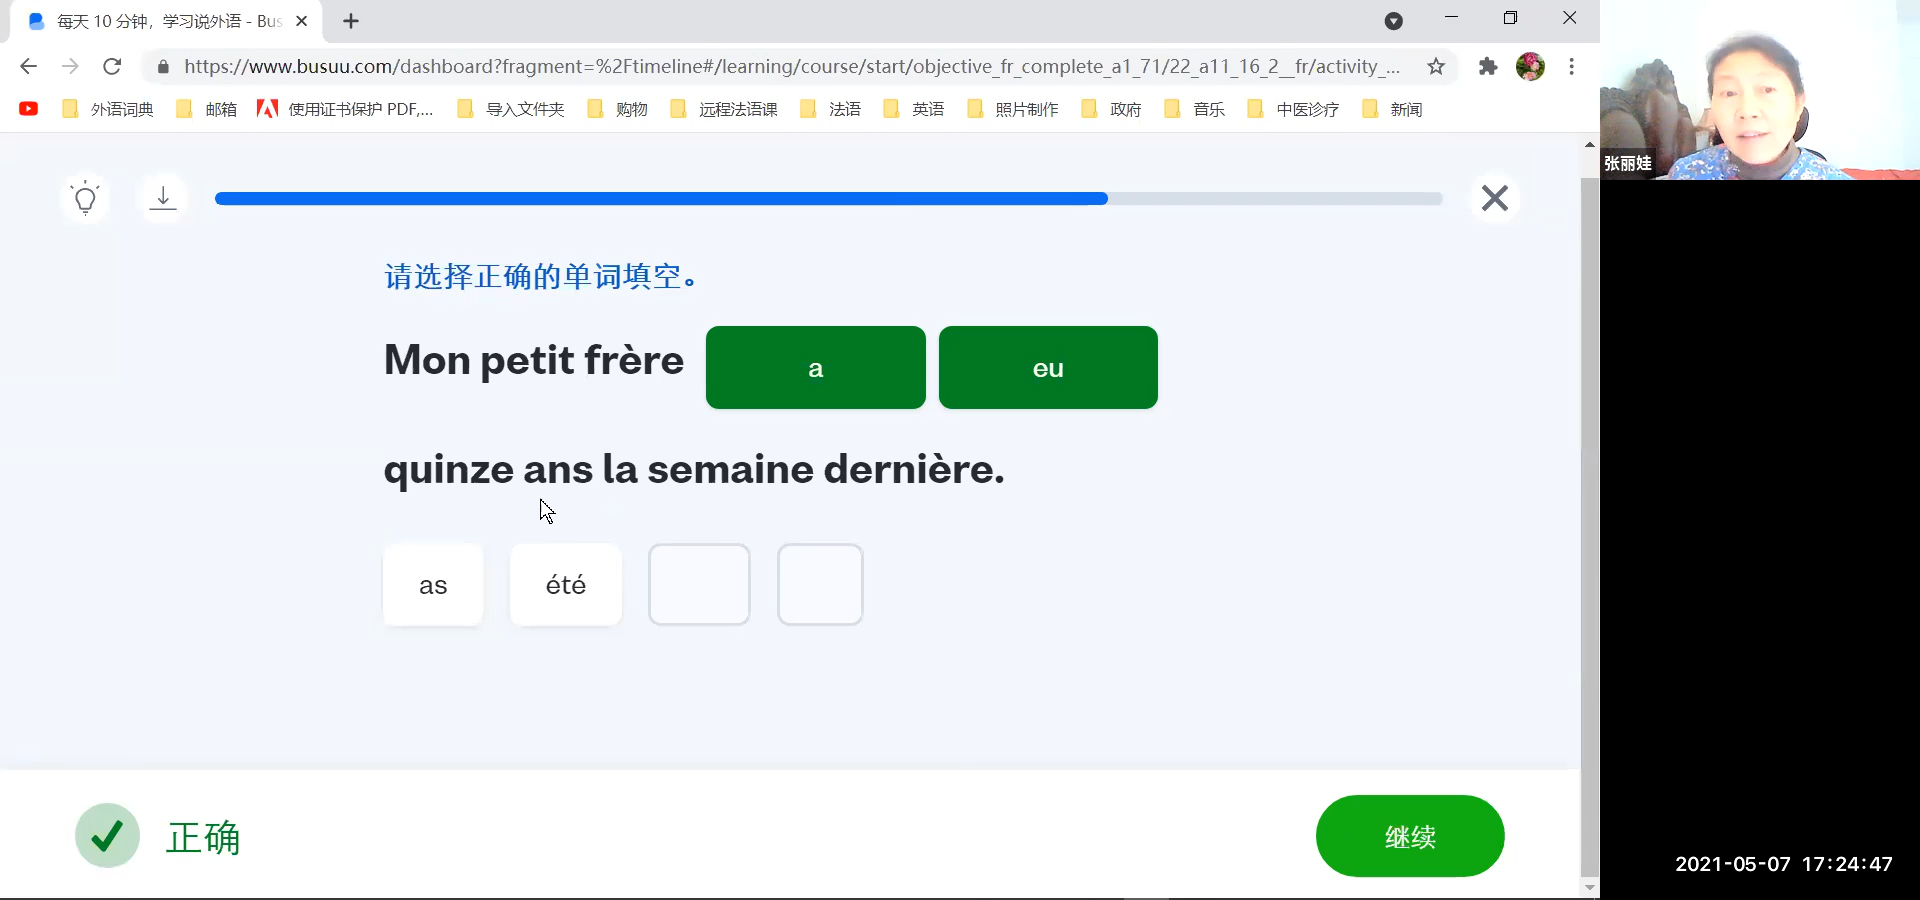 每天 10 分钟，学习说外语 - Bus
https://www.busuu.com/dashboard?fragment=%2Ftimeline#/learning/course/start/objective_fr_complete_a1_71/22_a11_16_2__fr/activity_...
外语词典 邮箱 使用证书保护 PDF,... 导入文件夹 购物 远程法语课 法语 英语 照片制作 政府 音乐 中医诊疗 新闻
张丽娃
请选择正确的单词填空。
Mon petit frère a eu
quinze ans la semaine dernière.
as été
正确 继续
2021-05-07 17:24:47